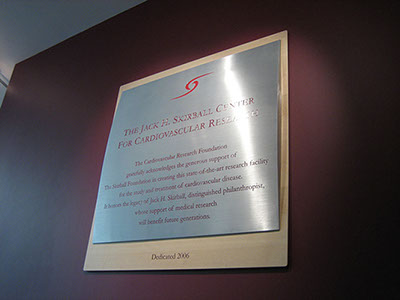 THE JACK H. SKIRBALL CENTER
FOR CARDIOVASCULAR RESEARCH
The Cardiovascular Research Foundation
gratefully acknowledges the generous support of
The Skirball Foundation in creating this state-of-the-art research facility
for the study and treatment of cardiovascular disease.
It honors the legacy of Jack H. Skirball, distinguished philanthropist,
whose support of medical research
will benefit future generations.
Dedicated 2006